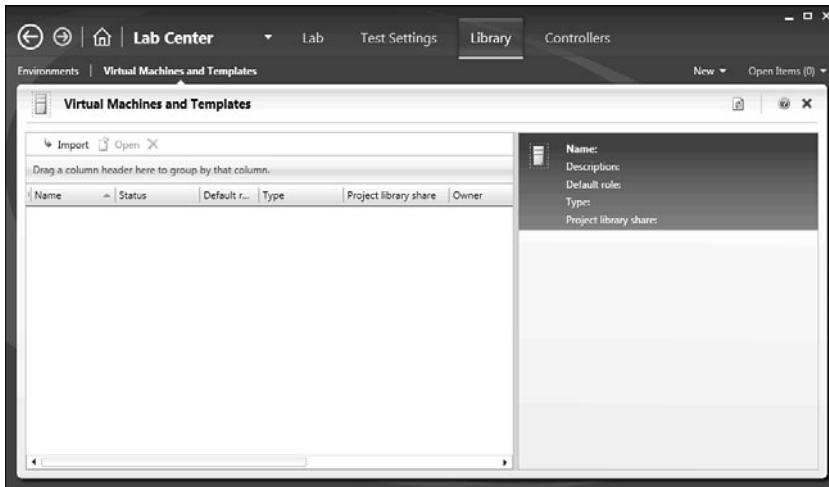 Lab Center Lab Test Settings Library Controllers
Environments Virtual Machines and Templates New Open Items (0)
Virtual Machines and Templates
Import Open
Drag a column header here to group by that column.
Name Status Default r... Type Project library share Owner
Name:
Description:
Default role:
Type:
Project library share: